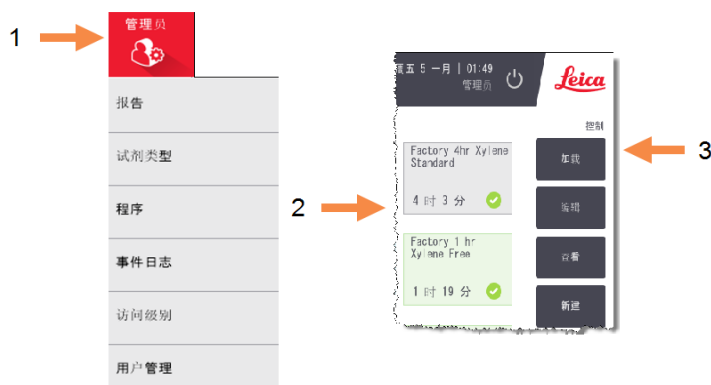 1
管理员
报告
试剂类型
程序
事件日志
访问级别
用户管理
2
五 5 一月 | 01:49
管理员
Leica
控制
Factory 4hr Xylene
Standard
4 时 3 分
Factory 1 hr
Xylene Free
1 时 19 分
加载
编辑
查看
新建
3